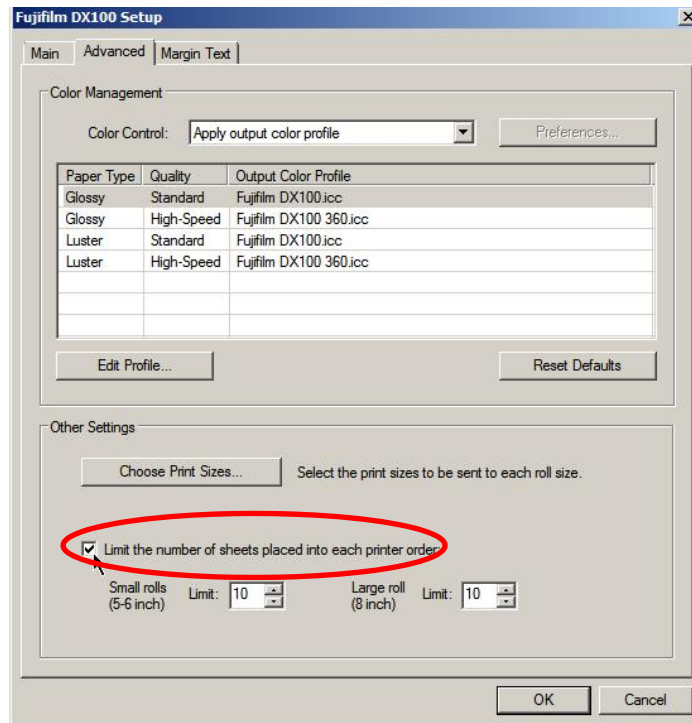 Fujifilm DX100 Setup
Main Advanced Margin Text
Color Management
Color Control: Apply output color profile Preferences...
Paper Type Quality Output Color Profile
Glossy Standard Fujifilm DX100.icc
Glossy High-Speed Fujifilm DX100 360.icc
Luster Standard Fujifilm DX100.icc
Luster High-Speed Fujifilm DX100 360.icc
Edit Profile... Reset Defaults
Other Settings
Choose Print Sizes... Select the print sizes to be sent to each roll size.
Limit the number of sheets placed into each printer order:
Small rolls
(5-6 inch) Limit: 10
Large roll
(8 inch) Limit: 10
OK Cancel